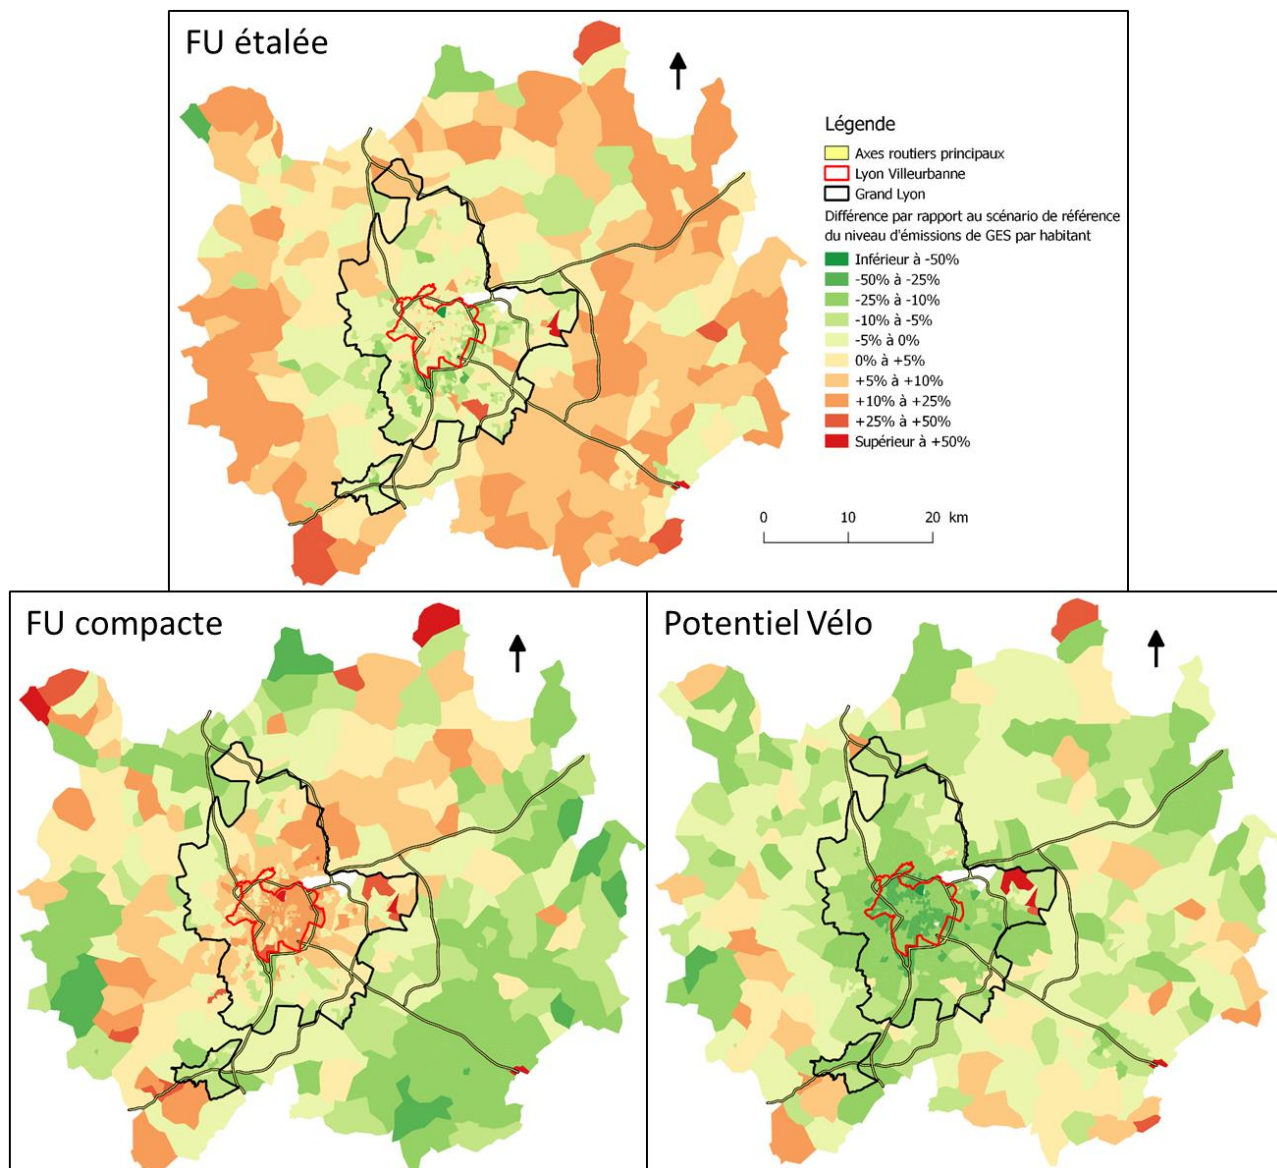 FU étalée
Légende
Axes routiers principaux
Lyon Villeurbanne
Grand Lyon
Différence par rapport au scénario de référence
du niveau d'émissions de GES par habitant
Inférieur à -50%
-50% à -25%
-25% à -10%
-10% à -5%
-5% à 0%
0% à +5%
+5% à +10%
+10% à +25%
+25% à +50%
Supérieur à +50%
0 10 20 km
FU compacte
Potentiel Vélo